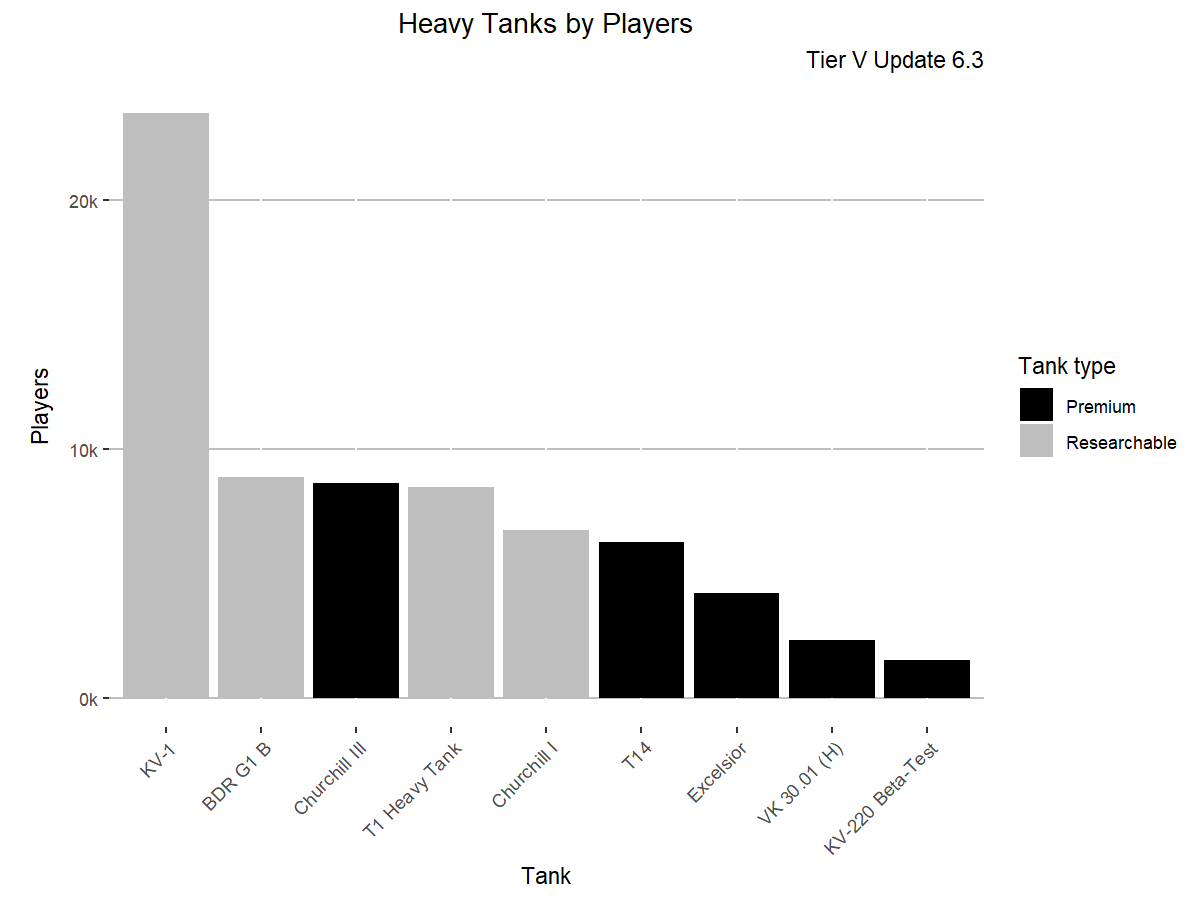 Heavy Tanks by Players
Tier V Update 6.3
Players
20k
10k
0k
KV-1
BDR G1 B
Churchill III
T1 Heavy Tank
Churchill I
T14
Excelsior
VK 30.01 (H)
KV-220 Beta-Test
Tank
Tank type
Premium
Researchable